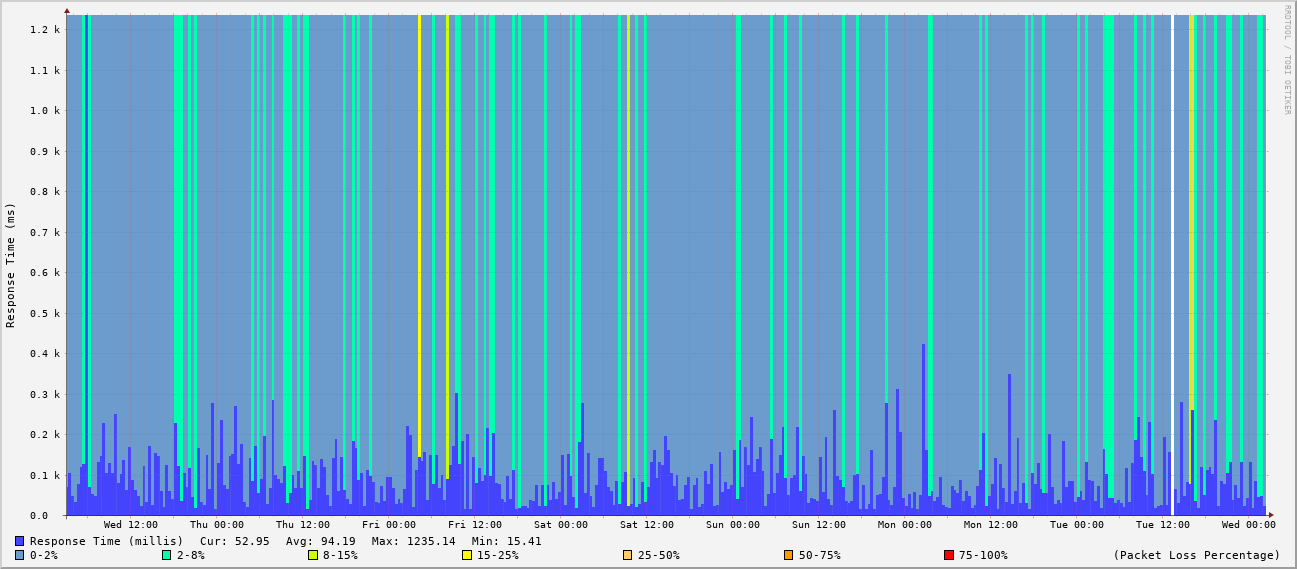 1.2 k
1.1 k
1.0 k
0.9 k
0.8 k
0.7 k
0.6 k
0.5 k
0.4 k
0.3 k
0.2 k
0.1 k
0.0
Response Time (ms)
RRDTOOL / TOBI OETIKER
Wed 12:00 Thu 00:00 Thu 12:00 Fri 00:00 Fri 12:00 Sat 00:00 Sat 12:00 Sun 00:00 Sun 12:00 Mon 00:00 Mon 12:00 Tue 00:00 Tue 12:00 Wed 00:00
Response Time (millis) Cur: 52.95 Avg: 94.19 Max: 1235.14 Min: 15.41
0-2% 2-8% 8-15% 15-25% 25-50% 50-75% 75-100% (Packet Loss Percentage)